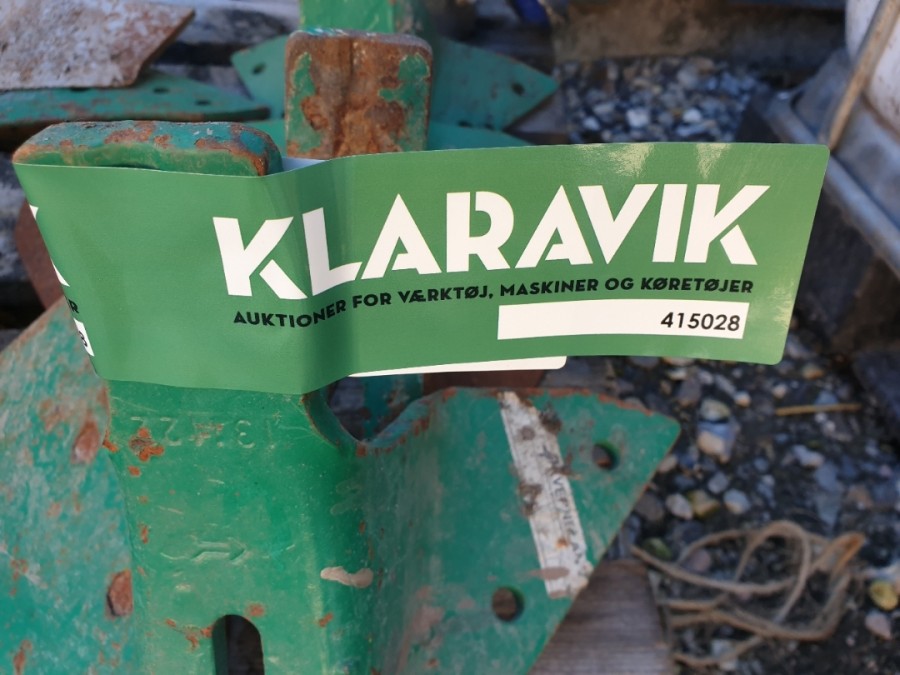 KLARAVIK
AUKTIONER FOR VÆRKTØJ, MASKINER OG KØRETØJER
415028